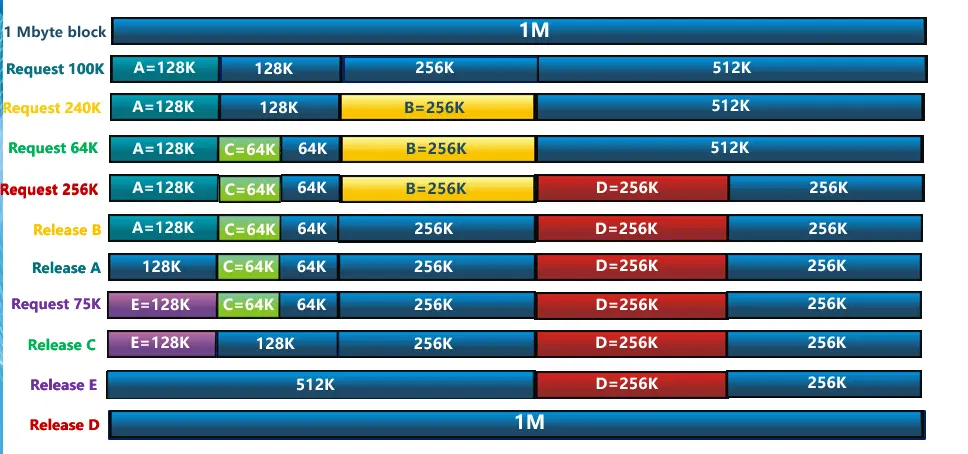 1 Mbyte block 1M
Request 100K A=128K 128K 256K 512K
Request 240K A=128K 128K B=256K 512K
Request 64K A=128K C=64K 64K B=256K 512K
Request 256K A=128K C=64K 64K B=256K D=256K 256K
Release B A=128K C=64K 64K 256K D=256K 256K
Release A 128K C=64K 64K 256K D=256K 256K
Request 75K E=128K C=64K 64K 256K D=256K 256K
Release C E=128K 128K 256K D=256K 256K
Release E 512K D=256K 256K
Release D 1M